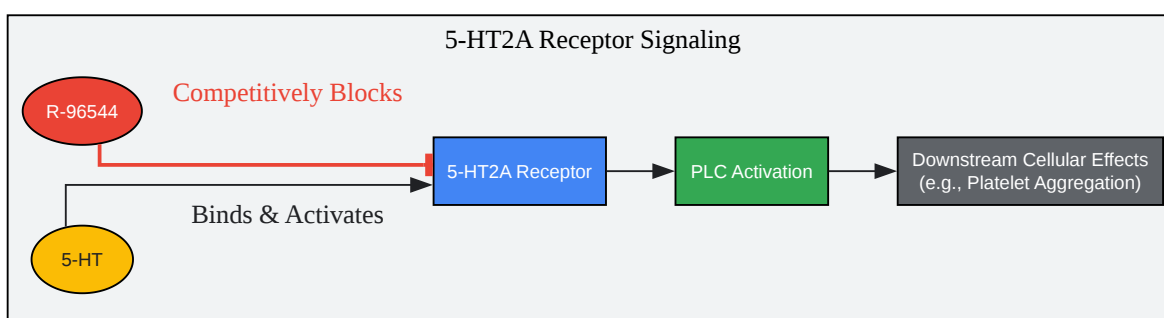 5-HT2A Receptor Signaling
Competitively Blocks
R-96544
5-HT2A Receptor
PLC Activation
Downstream Cellular Effects
(e.g., Platelet Aggregation)
Binds & Activates
5-HT